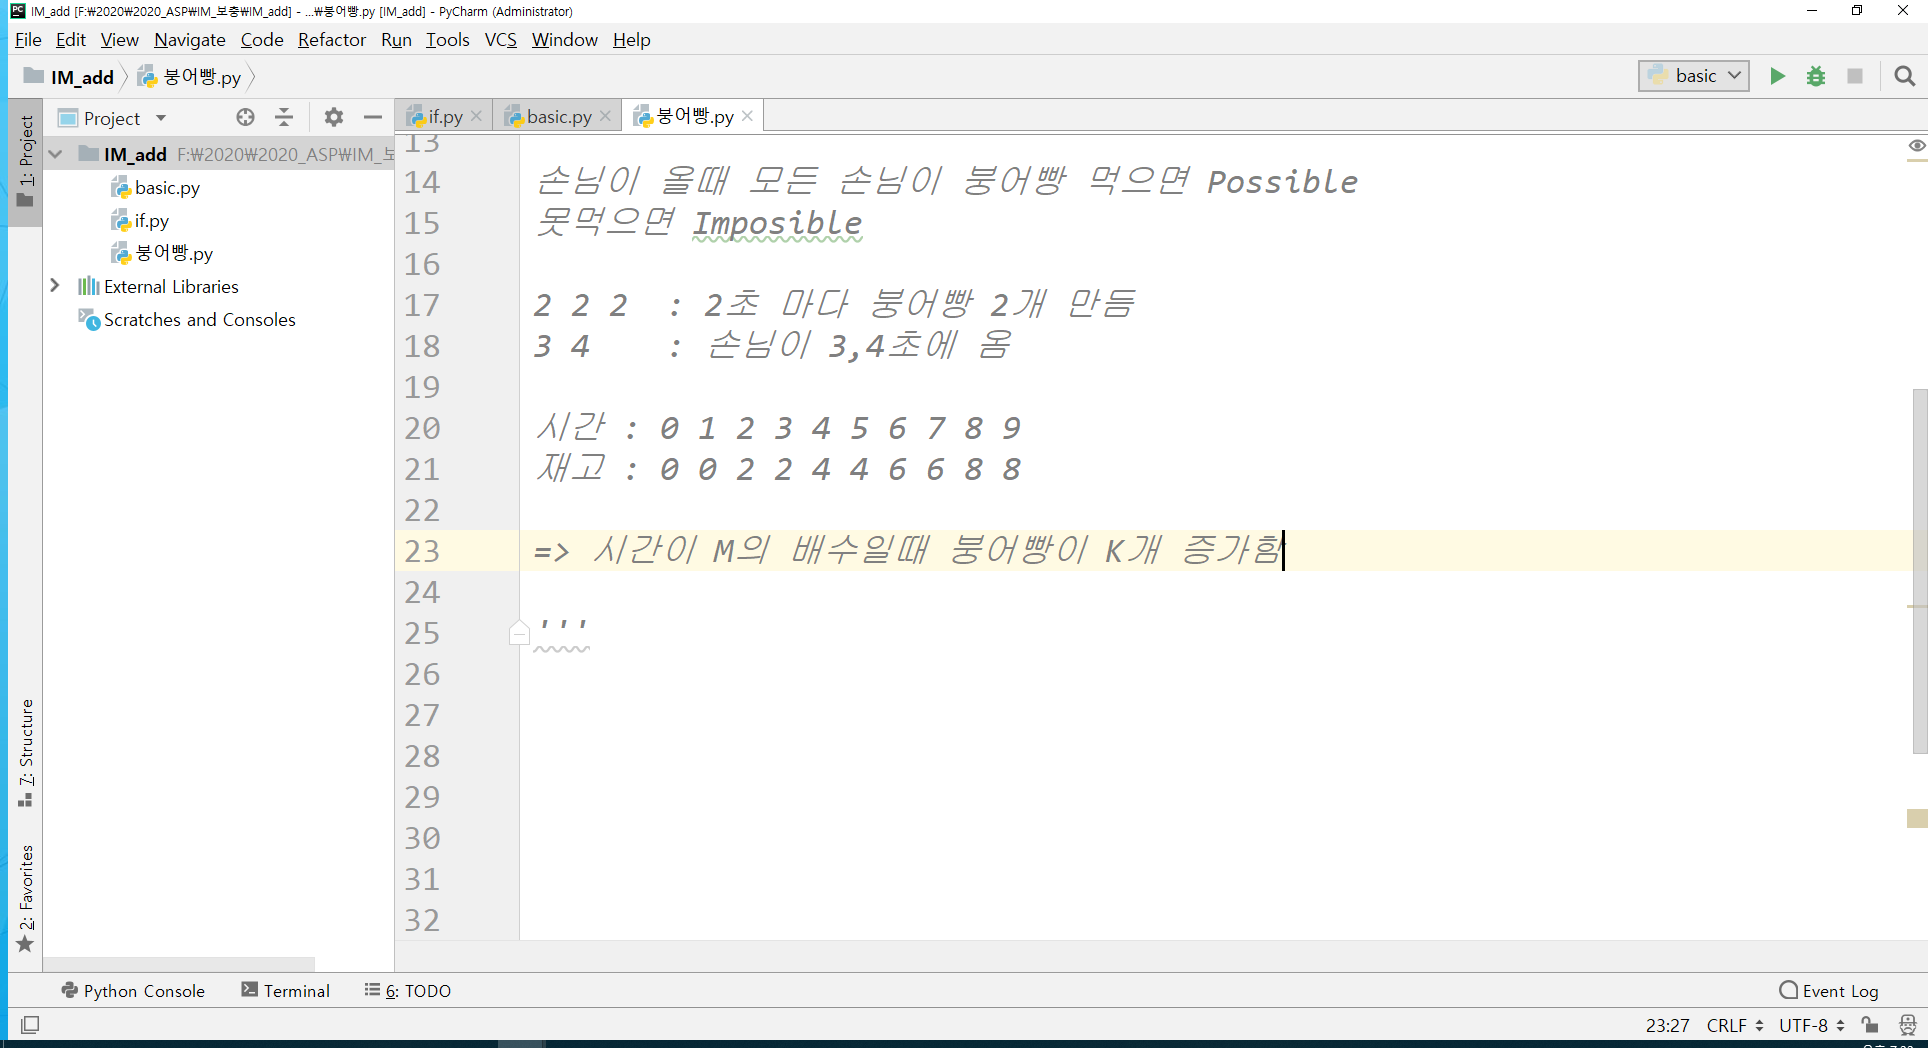 IM_add [F:₩2020₩2020_ASP₩IM_보충₩IM_add] - ...₩붕어빵.py [IM_add] - PyCharm (Administrator)
File Edit View Navigate Code Refactor Run Tools VCS Window Help
IM_add 붕어빵.py
basic
Project
if.py basic.py 붕어빵.py
1: Project
IM_add F:₩2020₩2020_ASP₩IM_보
basic.py
if.py
붕어빵.py
External Libraries
Scratches and Consoles
7: Structure
2: Favorites
13
14 손님이 올때 모든 손님이 붕어빵 먹으면 Possible
15 못먹으면 Imposible
16
17 2 2 2 : 2초 마다 붕어빵 2개 만듬
18 3 4 : 손님이 3,4초에 옴
19
20 시간 : 0 1 2 3 4 5 6 7 8 9
21 재고 : 0 0 2 2 4 4 6 6 8 8
22
23 => 시간이 M의 배수일때 붕어빵이 K개 증가함
24
25 '''
26
27
28
29
30
31
32
Python Console Terminal 6: TODO Event Log
23:27 CRLF UTF-8